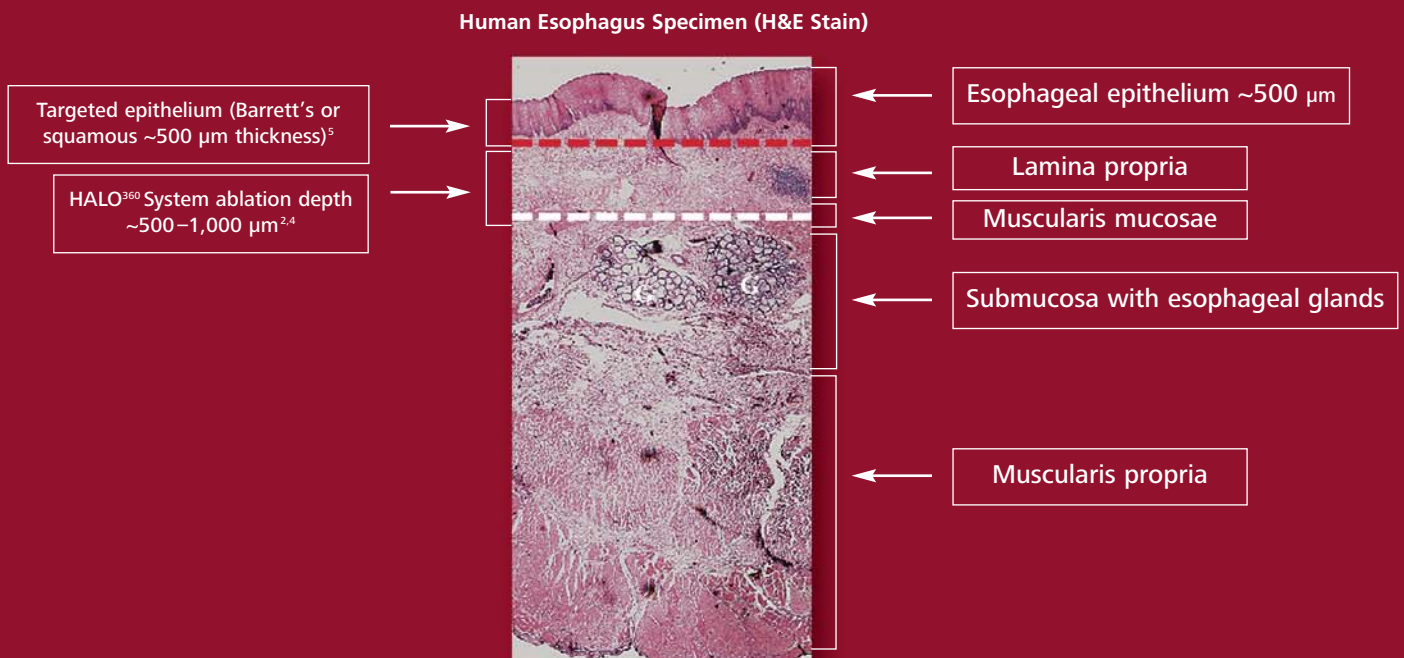 Human Esophagus Specimen (H&E Stain)
Targeted epithelium (Barrett's or
squamous ~500 µm thickness)⁵
HALO³⁶⁰ System ablation depth
~500–1,000 µm²,⁴
Esophageal epithelium ~500 µm
Lamina propria
Muscularis mucosae
Submucosa with esophageal glands
G
G
Muscularis propria